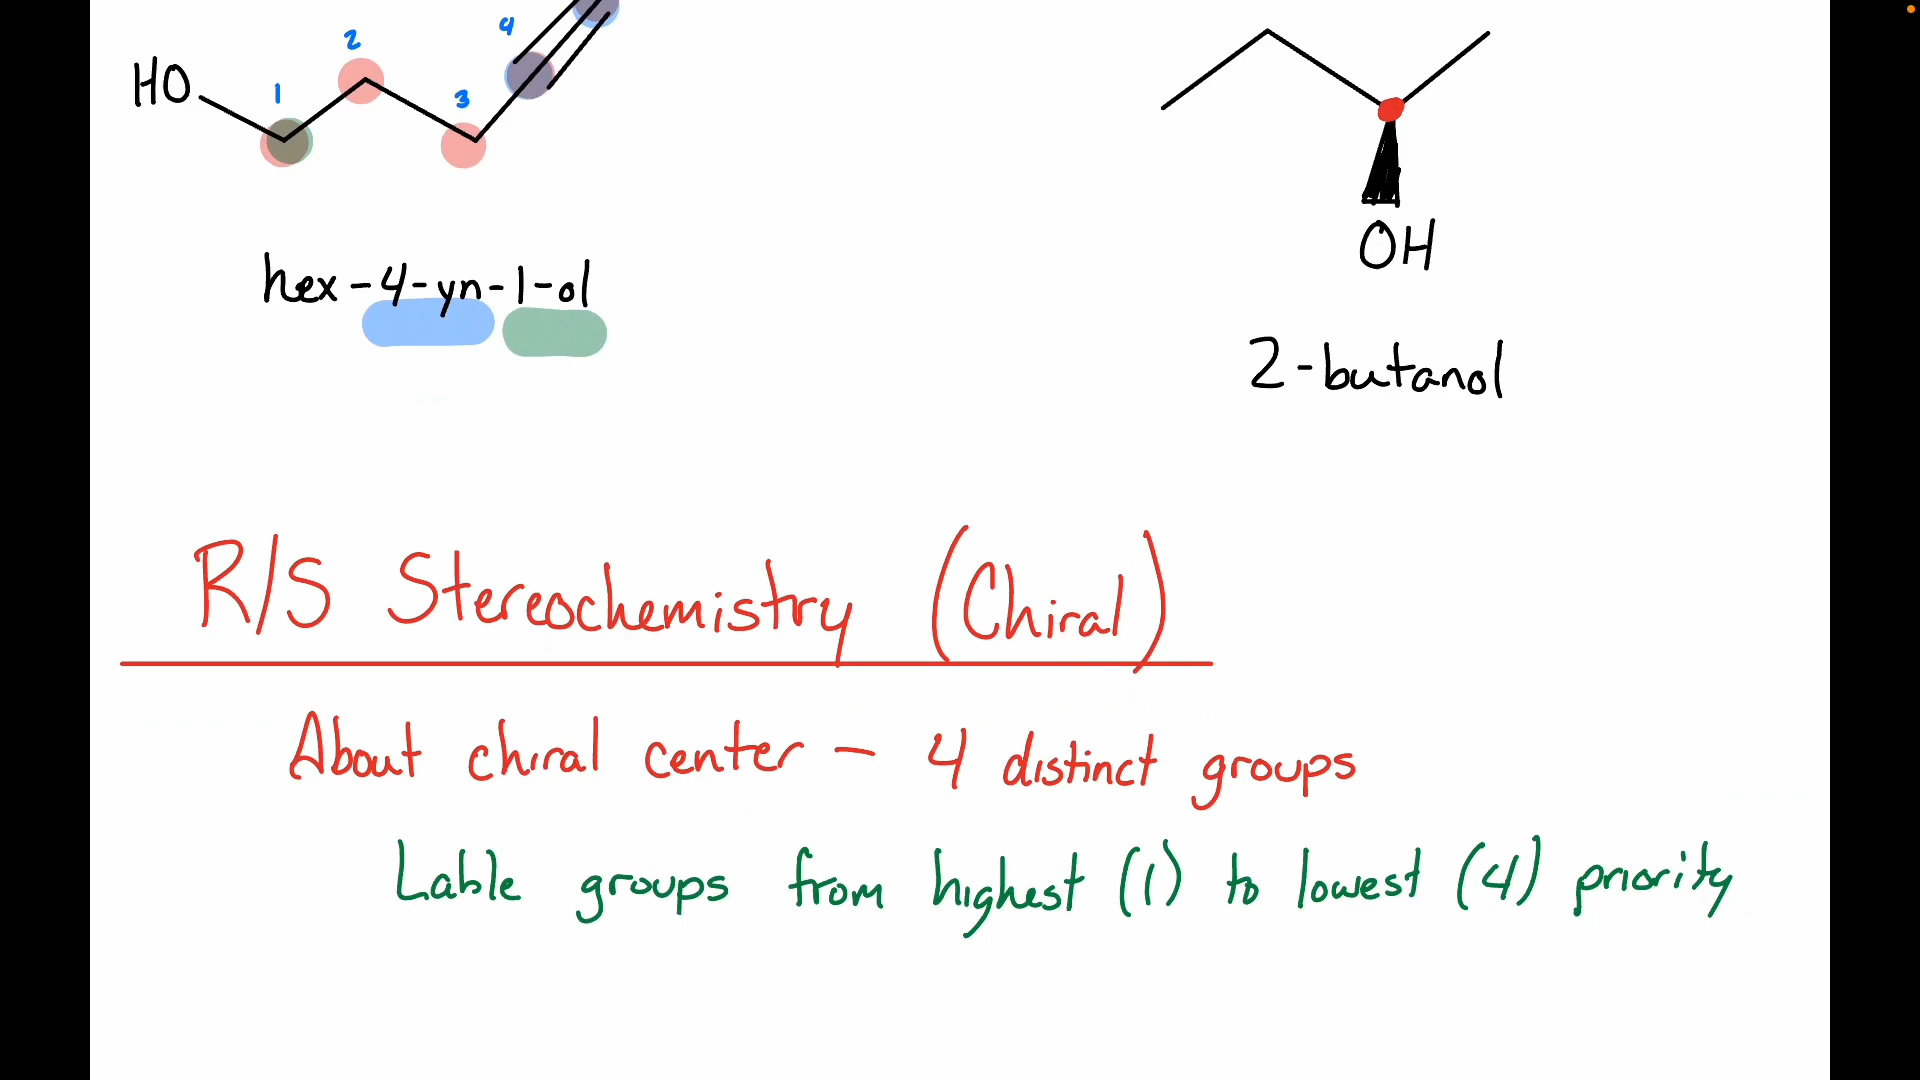 4
2
HO
1
3
OH
hex-4-yn-1-ol
2-butanol
R/S Stereochemistry (Chiral)
About chiral center - 4 distinct groups
Lable groups from highest (1) to lowest (4) priority